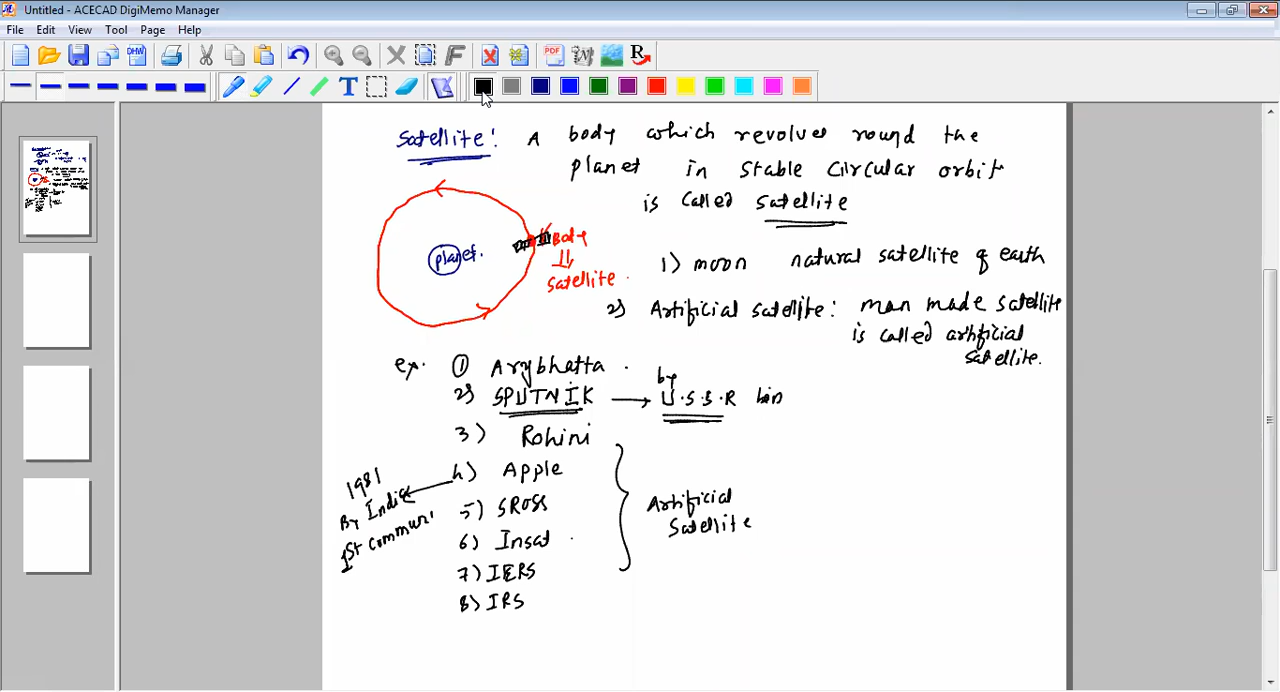 Untitled - ACECAD DigiMemo Manager
File Edit View Tool Page Help
Satellite: A body which revolves round the
planet in stable circular orbit
is called satellite
planet.
Body
Satellite
1) moon natural satellite of earth
2) Artificial satellite: man made satellite
is called artificial
satellite.
ex. ① Arybhatta
2) SPUTNIK → by U.S.S.R
3) Rohini
4) Apple
1981
By India
1st commun
5) SROSS
6) Insat
7) IERS
8) IRS
Artificial
Satellite